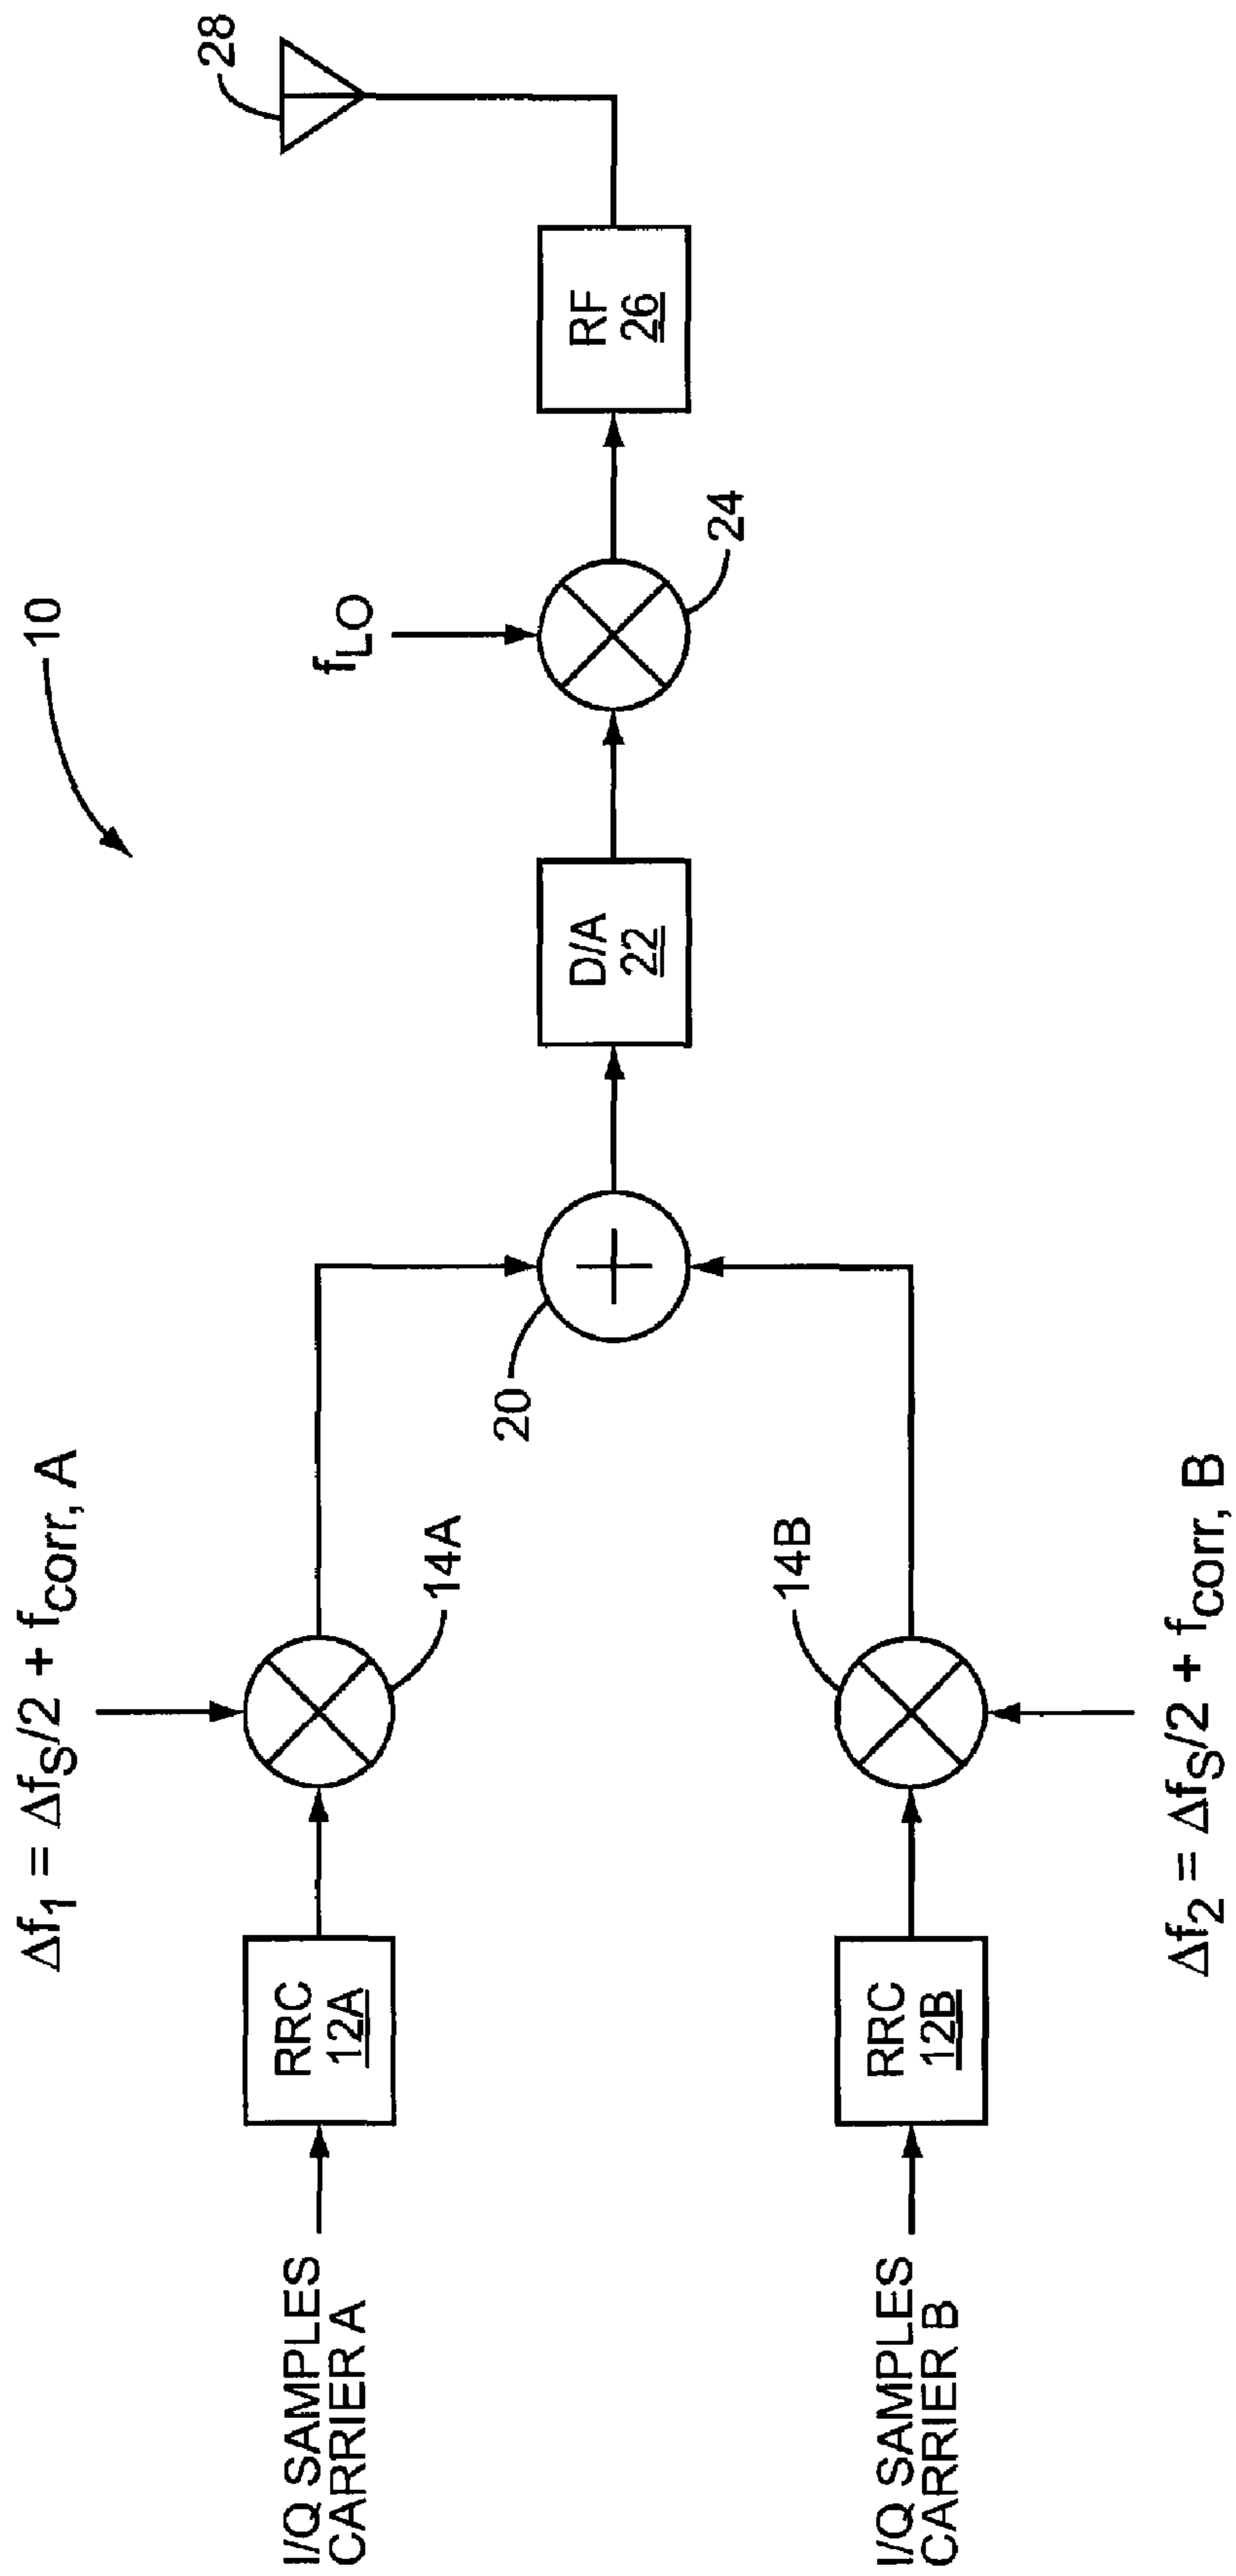 10
Δf1 = ΔfS/2 + fcorr, A
I/Q SAMPLES
CARRIER A
RRC
12A
14A
20
D/A
22
fLO
24
RF
26
28
I/Q SAMPLES
CARRIER B
RRC
12B
14B
Δf2 = ΔfS/2 + fcorr, B